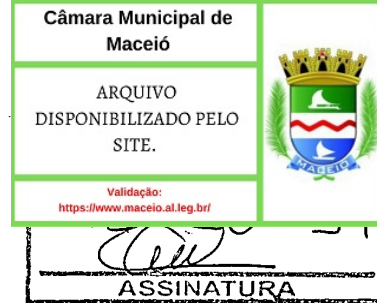 Câmara Municipal de
Maceió
ARQUIVO
DISPONIBILIZADO PELO
SITE.
Validação:
https://www.maceio.al.leg.br/
MACEIÓ
ASSINATURA